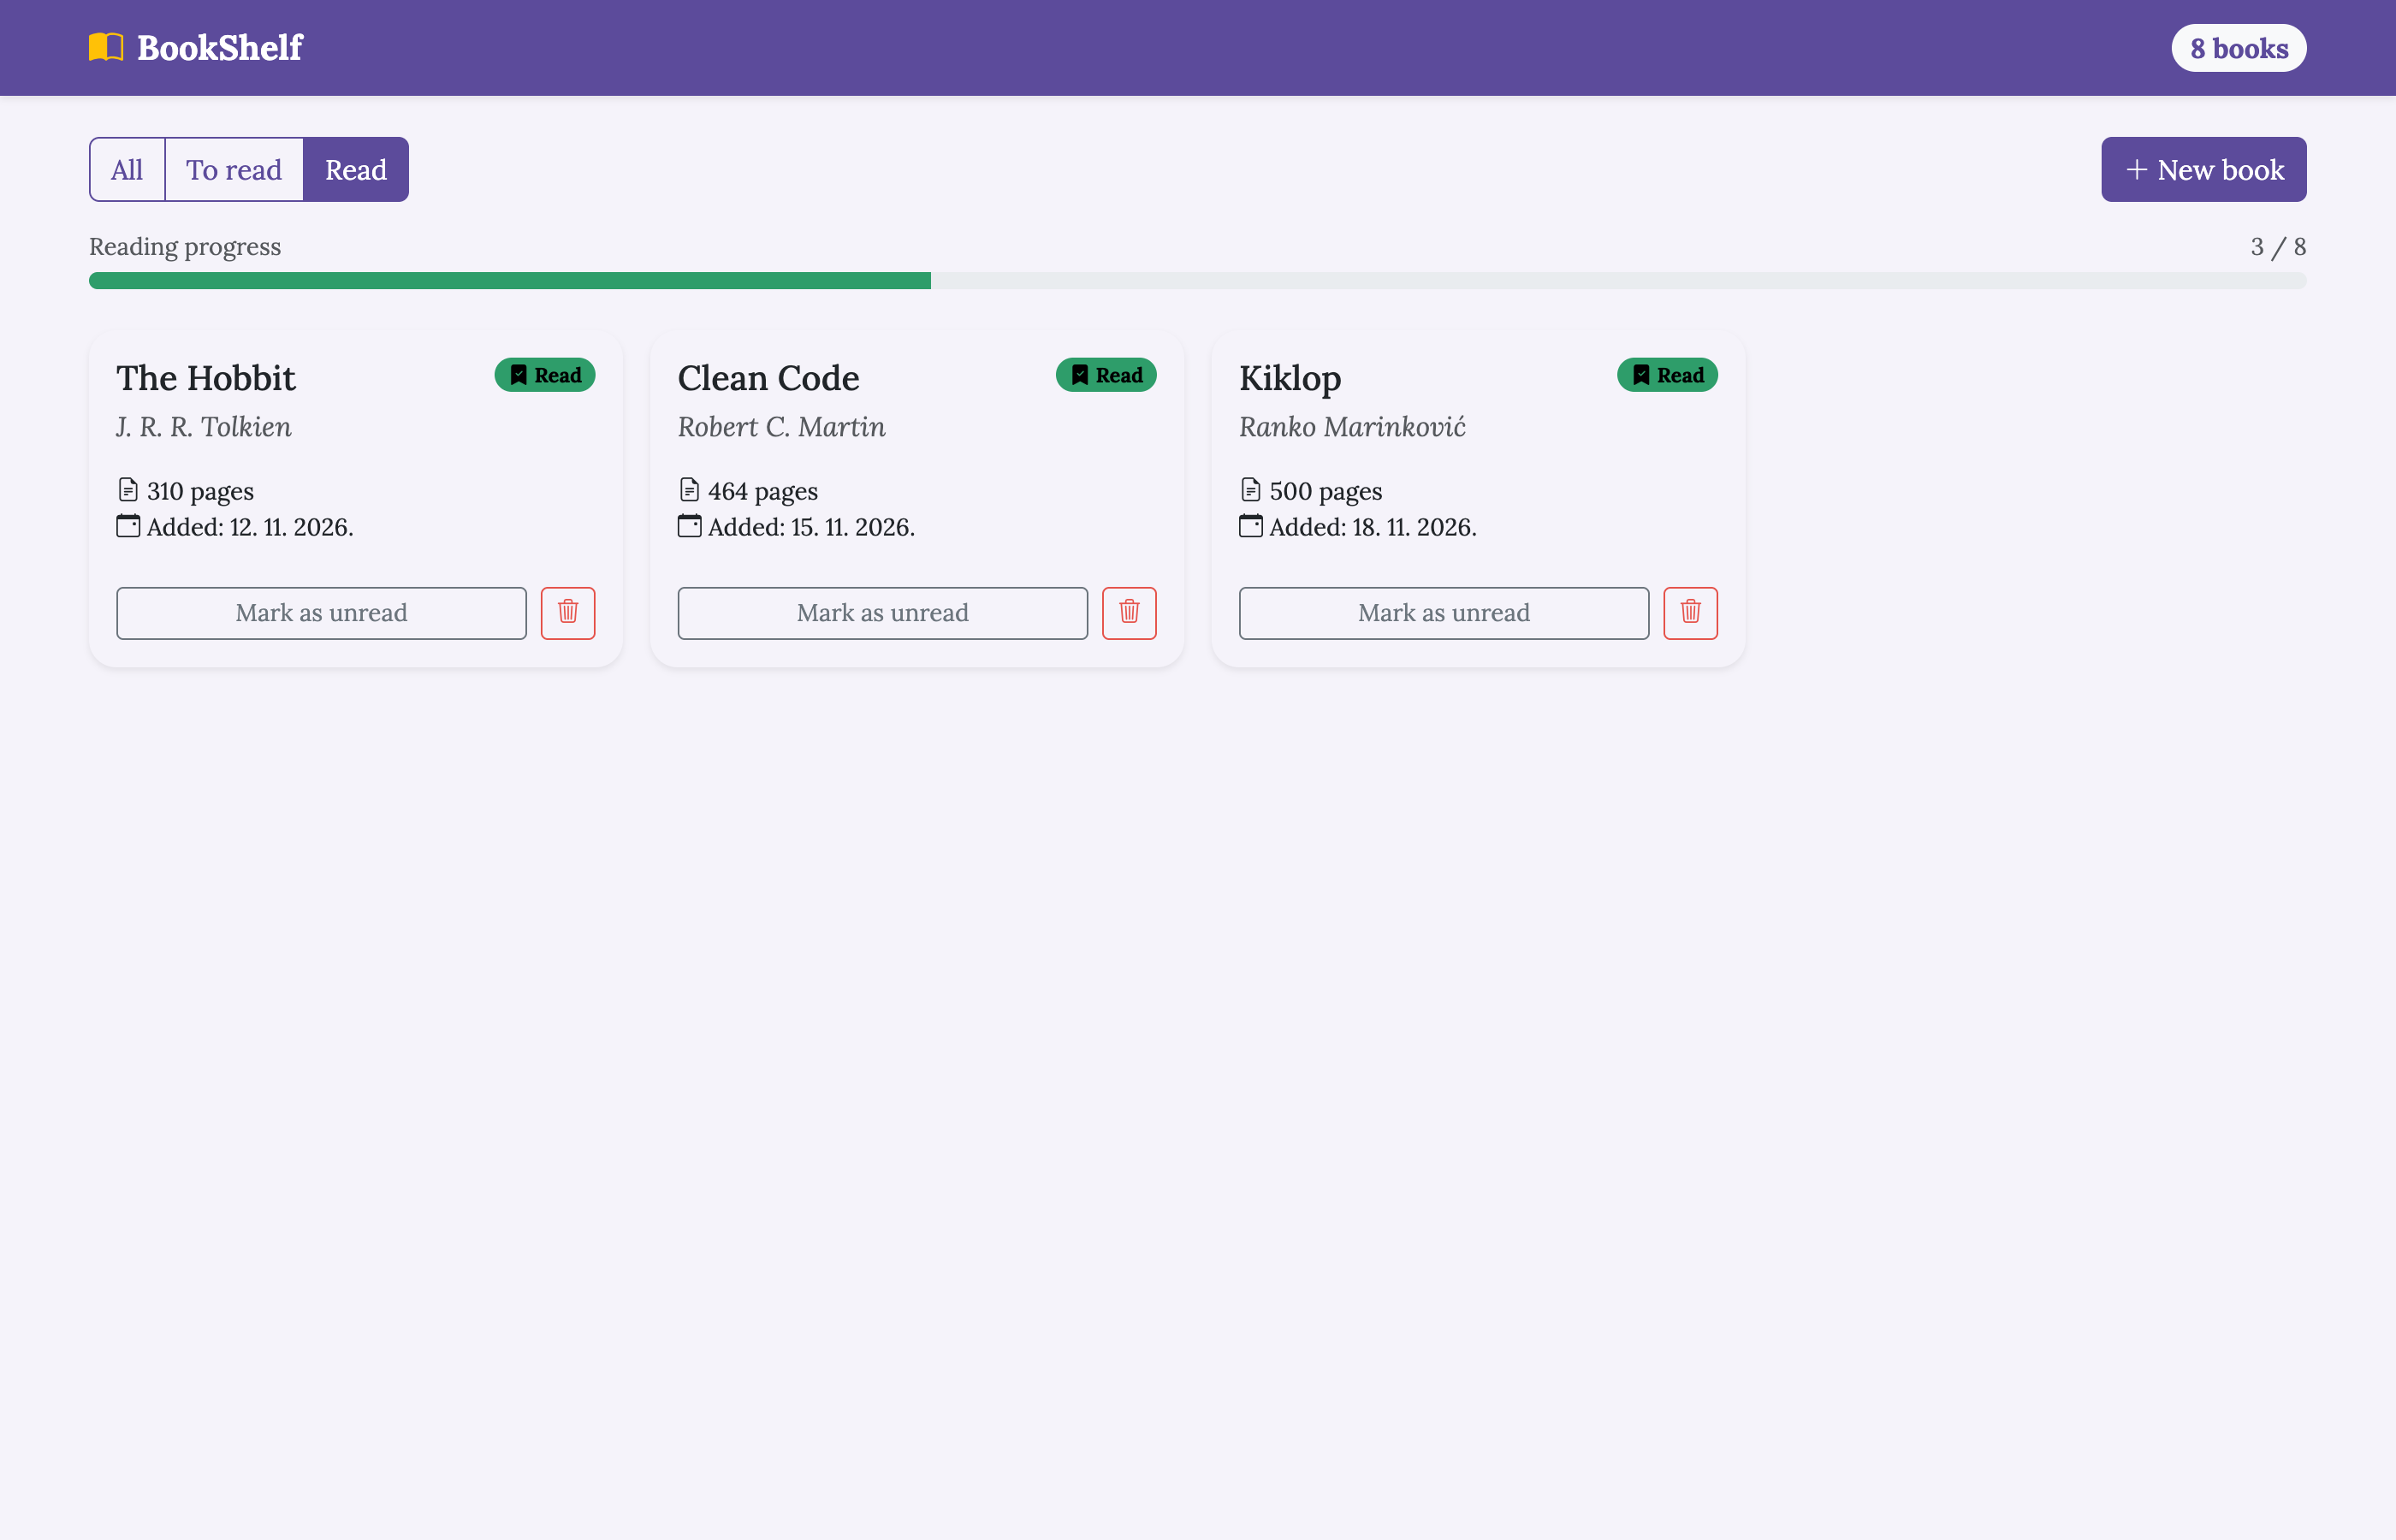 BookShelf
8 books
All
To read
Read
+ New book
Reading progress
3 / 8
The Hobbit
Read
J. R. R. Tolkien
310 pages
Added: 12. 11. 2026.
Mark as unread
Clean Code
Read
Robert C. Martin
464 pages
Added: 15. 11. 2026.
Mark as unread
Kiklop
Read
Ranko Marinković
500 pages
Added: 18. 11. 2026.
Mark as unread